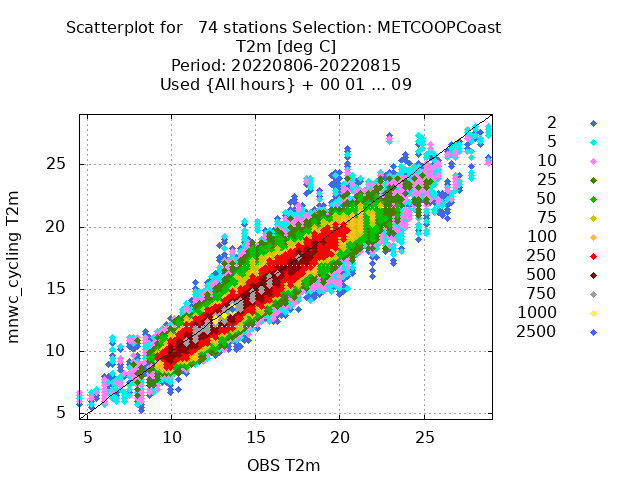 Scatterplot for   74 stations Selection: METCOOPCoast
T2m [deg C]
Period: 20220806-20220815
Used {All hours} + 00 01 ... 09
mnwc_cycling T2m
25
20
15
10
5
5 10 15 20 25
OBS T2m
2
5
10
25
50
75
100
250
500
750
1000
2500